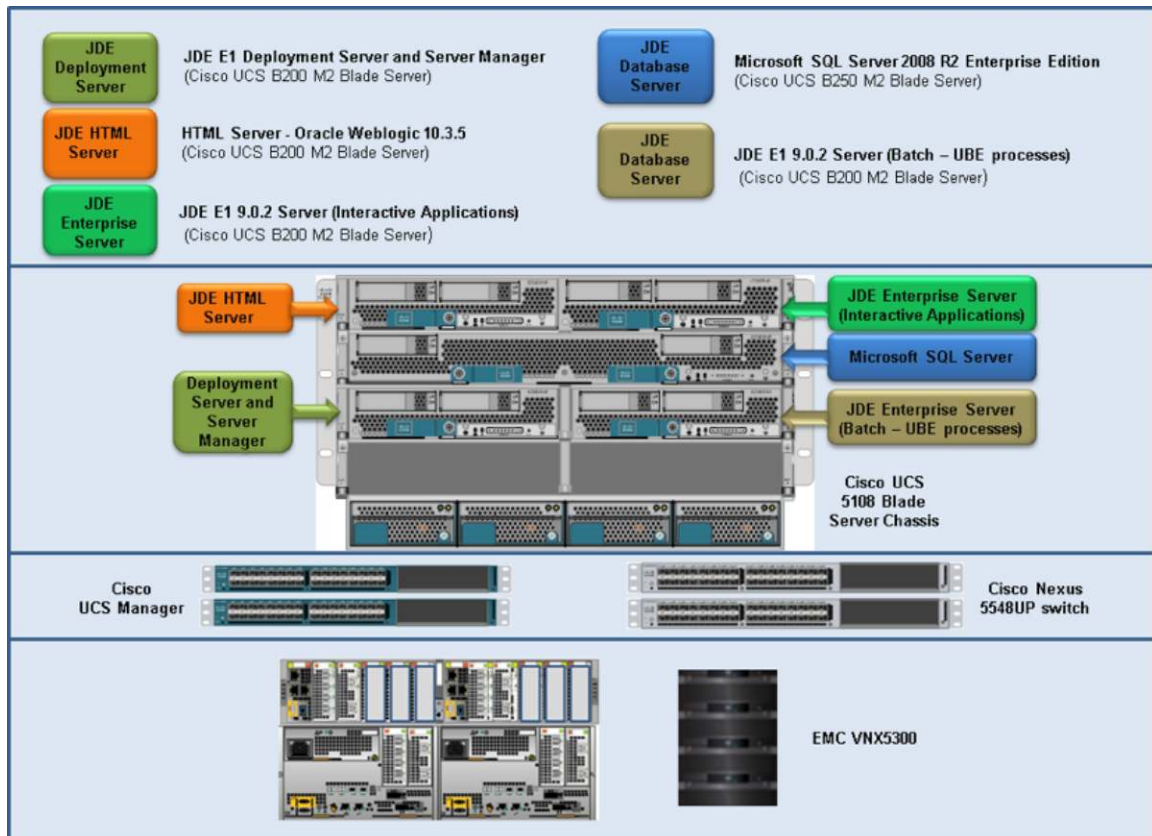 JDE
Deployment
Server
JDE E1 Deployment Server and Server Manager
(Cisco UCS B200 M2 Blade Server)
JDE HTML
Server
HTML Server - Oracle Weblogic 10.3.5
(Cisco UCS B200 M2 Blade Server)
JDE
Enterprise
Server
JDE E1 9.0.2 Server (Interactive Applications)
(Cisco UCS B200 M2 Blade Server)
JDE
Database
Server
Microsoft SQL Server 2008 R2 Enterprise Edition
(Cisco UCS B250 M2 Blade Server)
JDE
Database
Server
JDE E1 9.0.2 Server (Batch – UBE processes)
(Cisco UCS B200 M2 Blade Server)
JDE HTML
Server
Deployment
Server and
Server
Manager
JDE Enterprise Server
(Interactive Applications)
Microsoft SQL Server
JDE Enterprise Server
(Batch – UBE processes)
Cisco UCS
5108 Blade
Server Chassis
Cisco
UCS Manager
Cisco Nexus
5548UP switch
EMC VNX5300